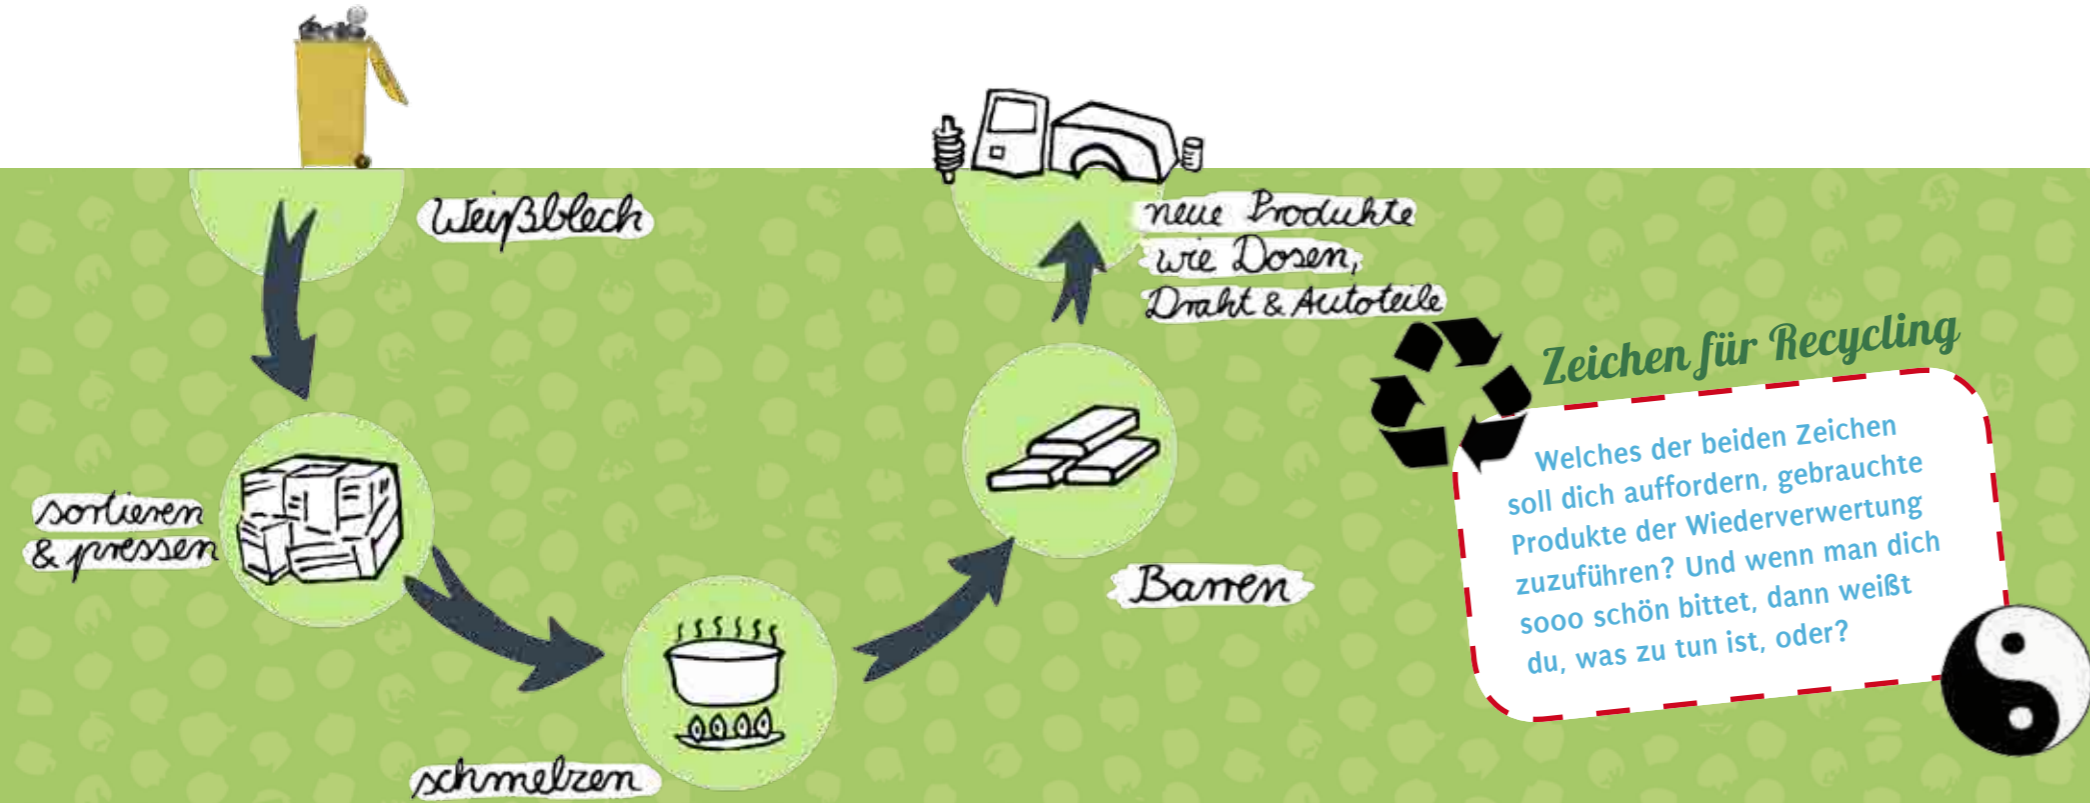 Weißblech
sortieren
& pressen
schmelzen
Barren
neue Produkte
wie Dosen,
Draht & Autoteile
Zeichen für Recycling
Welches der beiden Zeichen
soll dich auffordern, gebrauchte
Produkte der Wiederverwertung
zuzuführen? Und wenn man dich
sooo schön bittet, dann weißt
du, was zu tun ist, oder?